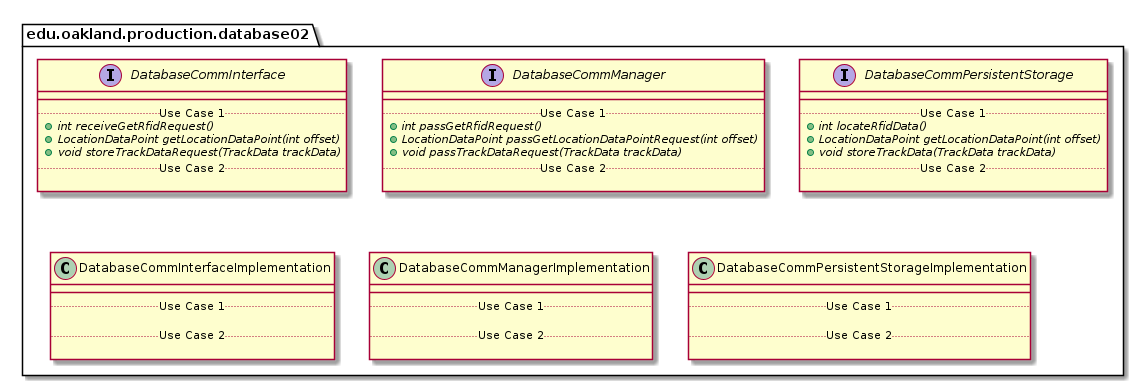 edu.oakland.production.database02
I DatabaseCommInterface
Use Case 1
int receiveGetRfidRequest()
LocationDataPoint getLocationDataPoint(int offset)
void storeTrackDataRequest(TrackData trackData)
Use Case 2
I DatabaseCommManager
Use Case 1
int passGetRfidRequest()
LocationDataPoint passGetLocationDataPointRequest(int offset)
void passTrackDataRequest(TrackData trackData)
Use Case 2
I DatabaseCommPersistentStorage
Use Case 1
int locateRfidData()
LocationDataPoint getLocationDataPoint(int offset)
void storeTrackData(TrackData trackData)
Use Case 2
C DatabaseCommInterfaceImplementation
Use Case 1
Use Case 2
C DatabaseCommManagerImplementation
Use Case 1
Use Case 2
C DatabaseCommPersistentStorageImplementation
Use Case 1
Use Case 2